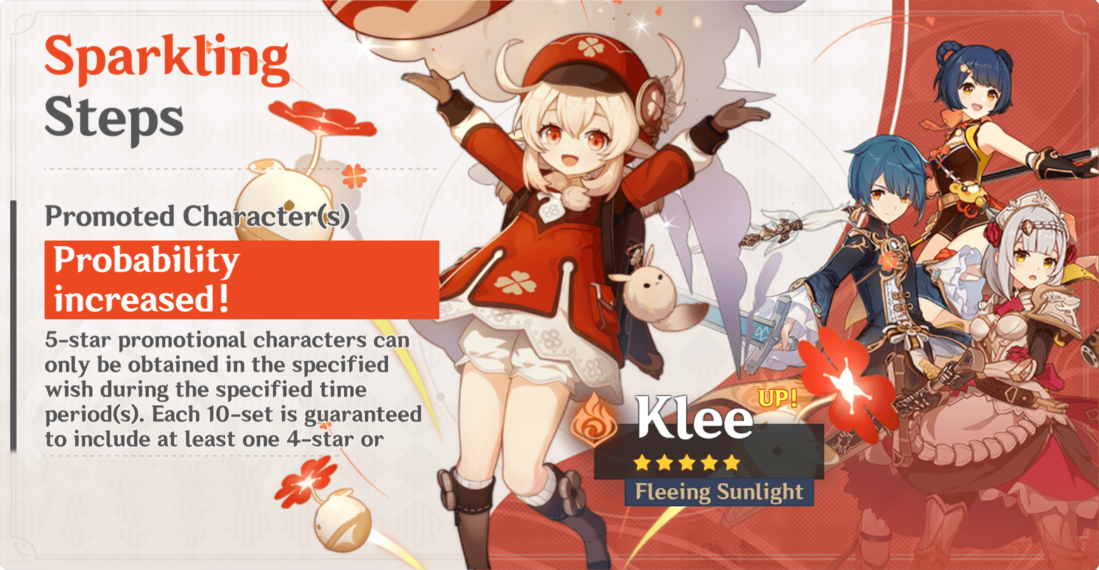 Sparkling
Steps
Promoted Character(s)
Probability
increased!
5-star promotional characters can
only be obtained in the specified
wish during the specified time
period(s). Each 10-set is guaranteed
to include at least one 4-star or
UP!
Klee
Fleeing Sunlight